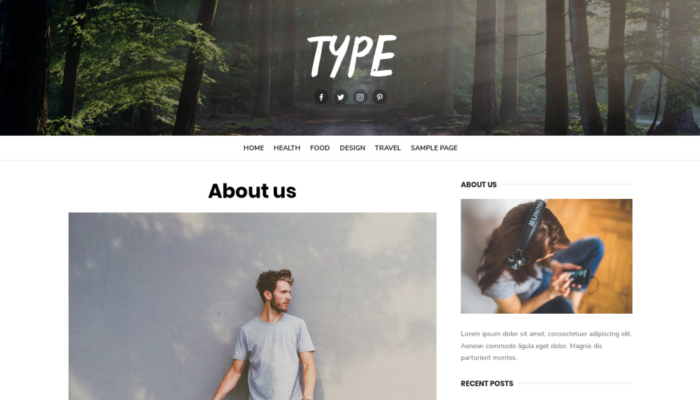 TYPE
HOME HEALTH FOOD DESIGN TRAVEL SAMPLE PAGE
About us
ABOUT US
Lorem ipsum dolor sit amet, consectetuer adipiscing elit.
Aenean commodo ligula eget dolor. Magnis dis
parturient montes.
RECENT POSTS